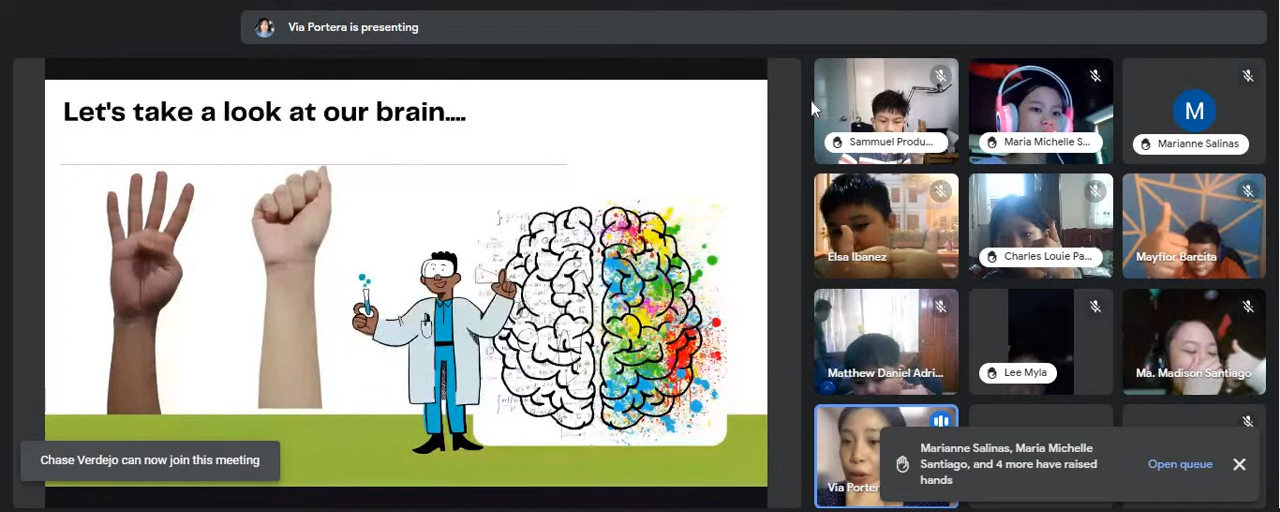 Via Portera is presenting
Let's take a look at our brain....
Sammuel Produ...
Maria Michelle S...
M
Marianne Salinas
Elsa Ibanez
Charles Louie Pa...
Mayflor Barcita
Matthew Daniel Adri...
Lee Myla
Ma. Madison Santiago
Via Porter
Chase Verdejo can now join this meeting
Marianne Salinas, Maria Michelle
Santiago, and 4 more have raised
hands
Open queue